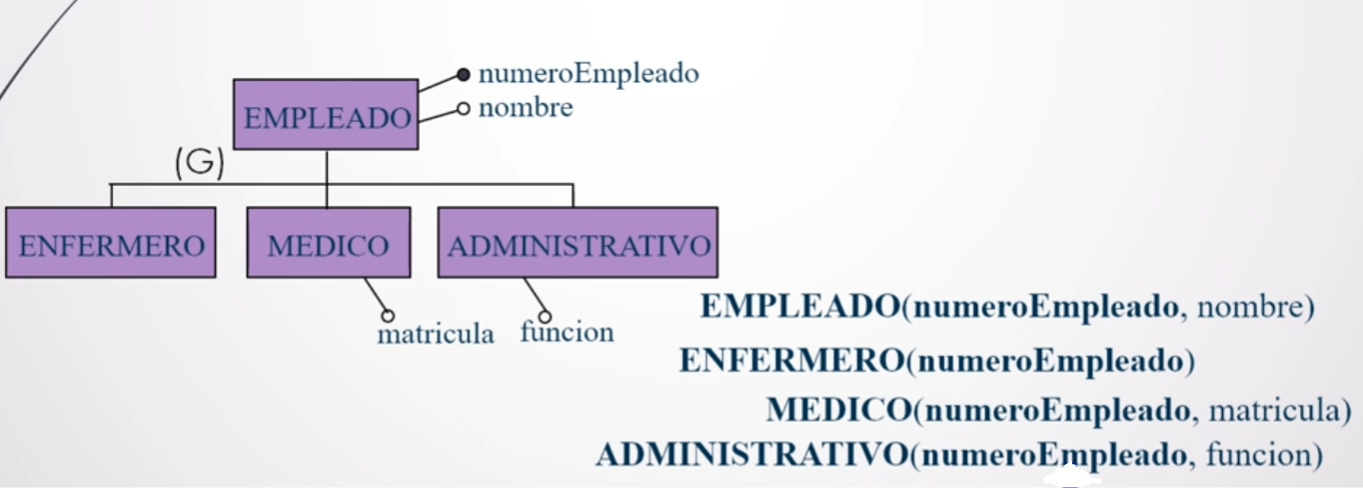 numeroEmpleado
nombre
EMPLEADO
(G)
ENFERMERO
MEDICO
ADMINISTRATIVO
matricula
funcion
EMPLEADO(numeroEmpleado, nombre)
ENFERMERO(numeroEmpleado)
MEDICO(numeroEmpleado, matricula)
ADMINISTRATIVO(numeroEmpleado, funcion)